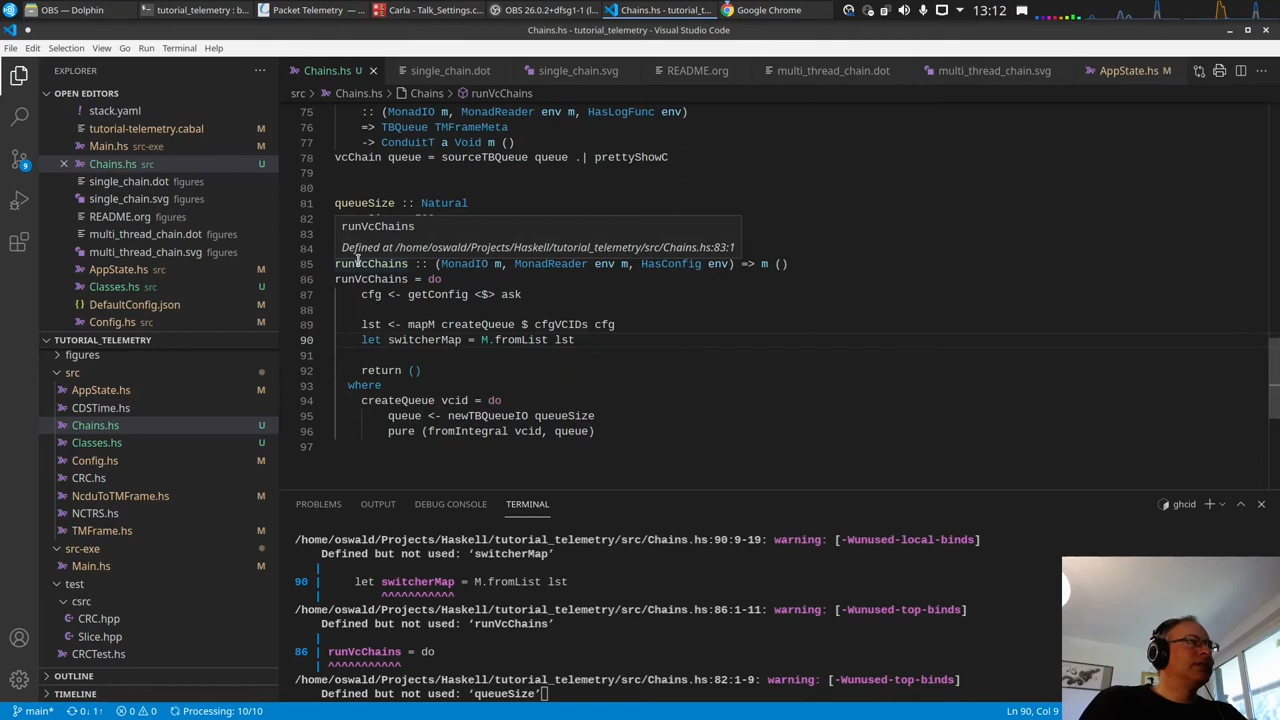 OBS — Dolphin
tutorial_telemetry : b...
Packet Telemetry — ...
Carla - Talk_Settings.c...
OBS 26.0.2+dfsg1-1 (l...
Chains.hs - tutorial_te...
Google Chrome
13:12
Chains.hs - tutorial_telemetry - Visual Studio Code
File Edit Selection View Go Run Terminal Help
EXPLORER
Chains.hs U
single_chain.dot
single_chain.svg
README.org
multi_thread_chain.dot
multi_thread_chain.svg
AppState.hs M
src > Chains.hs > Chains > runVcChains
OPEN EDITORS
stack.yaml
tutorial-telemetry.cabal M
Main.hs src-exe M
Chains.hs src U
single_chain.dot figures
single_chain.svg figures
README.org figures
multi_thread_chain.dot figures
multi_thread_chain.svg figures
AppState.hs src M
Classes.hs src U
DefaultConfig.json M
Config.hs src M
TUTORIAL_TELEMETRY
figures
src
AppState.hs M
CDSTime.hs
Chains.hs U
Classes.hs U
Config.hs M
CRC.hs
NcduToTMFrame.hs M
NCTRS.hs
TMFrame.hs M
src-exe
Main.hs M
test
csrc
CRC.hpp
Slice.hpp
CRCTest.hs
OUTLINE
TIMELINE
9
75 :: (MonadIO m, MonadReader env m, HasLogFunc env)
76 => TBQueue TMFrameMeta
77 -> ConduitT a Void m ()
78 vcChain queue = sourceTBQueue queue .| prettyShowC
79
80
81 queueSize :: Natural
82
83
84
runVcChains
Defined at /home/oswald/Projects/Haskell/tutorial_telemetry/src/Chains.hs:83:1
85 runVcChains :: (MonadIO m, MonadReader env m, HasConfig env) => m ()
86 runVcChains = do
87 cfg <- getConfig <$> ask
88
89 lst <- mapM createQueue $ cfgVCIDs cfg
90 let switcherMap = M.fromList lst
91
92 return ()
93 where
94 createQueue vcid = do
95 queue <- newTBQueueIO queueSize
96 pure (fromIntegral vcid, queue)
97
PROBLEMS OUTPUT DEBUG CONSOLE TERMINAL
ghcid
/home/oswald/Projects/Haskell/tutorial_telemetry/src/Chains.hs:90:9-19: warning: [-Wunused-local-binds]
Defined but not used: ‘switcherMap’
|
90 | let switcherMap = M.fromList lst
| ^^^^^^^^^^^
/home/oswald/Projects/Haskell/tutorial_telemetry/src/Chains.hs:86:1-11: warning: [-Wunused-top-binds]
Defined but not used: ‘runVcChains’
|
86 | runVcChains = do
| ^^^^^^^^^^^
/home/oswald/Projects/Haskell/tutorial_telemetry/src/Chains.hs:82:1-9: warning: [-Wunused-top-binds]
Defined but not used: ‘queueSize’
main* 0↓ 1↑ 0 0 Processing: 10/10
Ln 90, Col 9